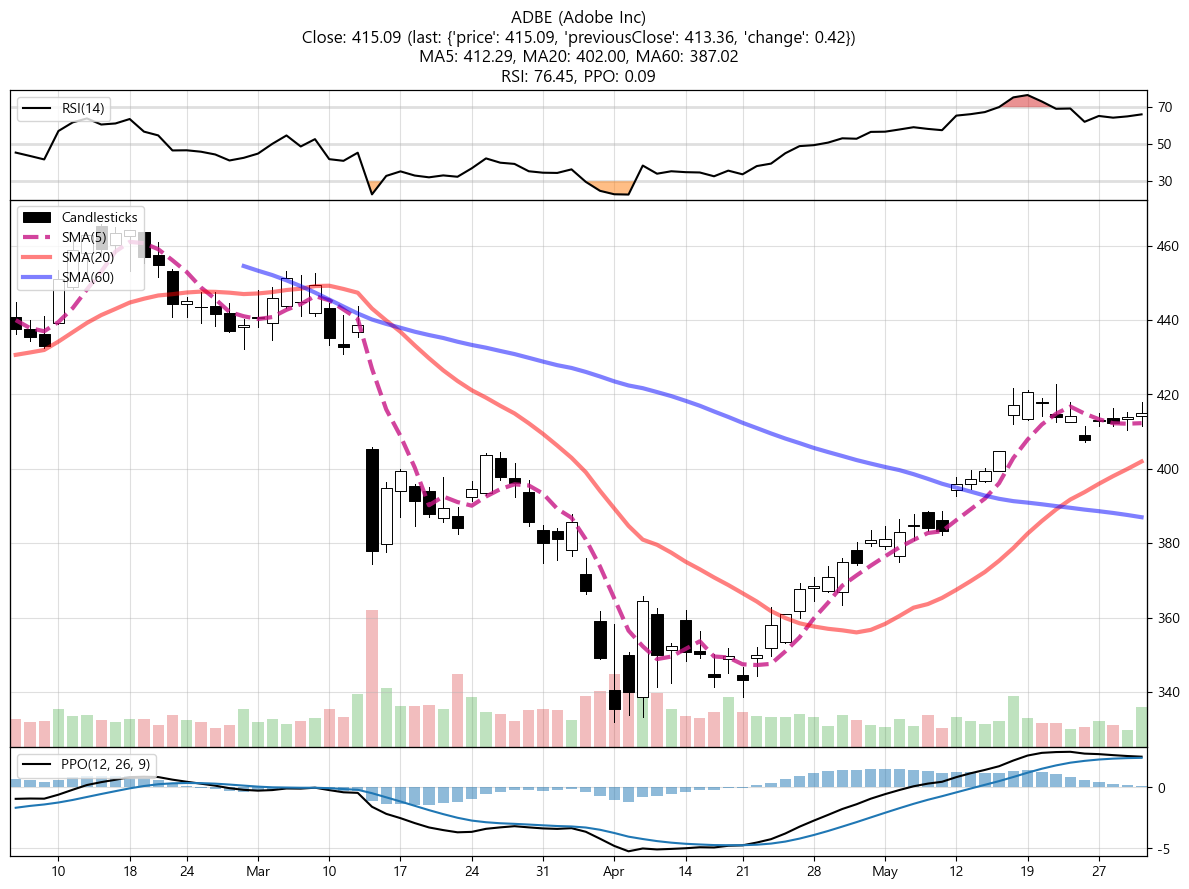 ADBE (Adobe Inc)
Close: 415.09 (last: {'price': 415.09, 'previousClose': 413.36, 'change': 0.42})
MA5: 412.29, MA20: 402.00, MA60: 387.02
RSI: 76.45, PPO: 0.09
RSI(14)
70
50
30
Candlesticks
SMA(5)
SMA(20)
SMA(60)
460
440
420
400
380
360
340
PPO(12, 26, 9)
0
-5
10 18 24 Mar 10 17 24 31 Apr 14 21 28 May 12 19 27